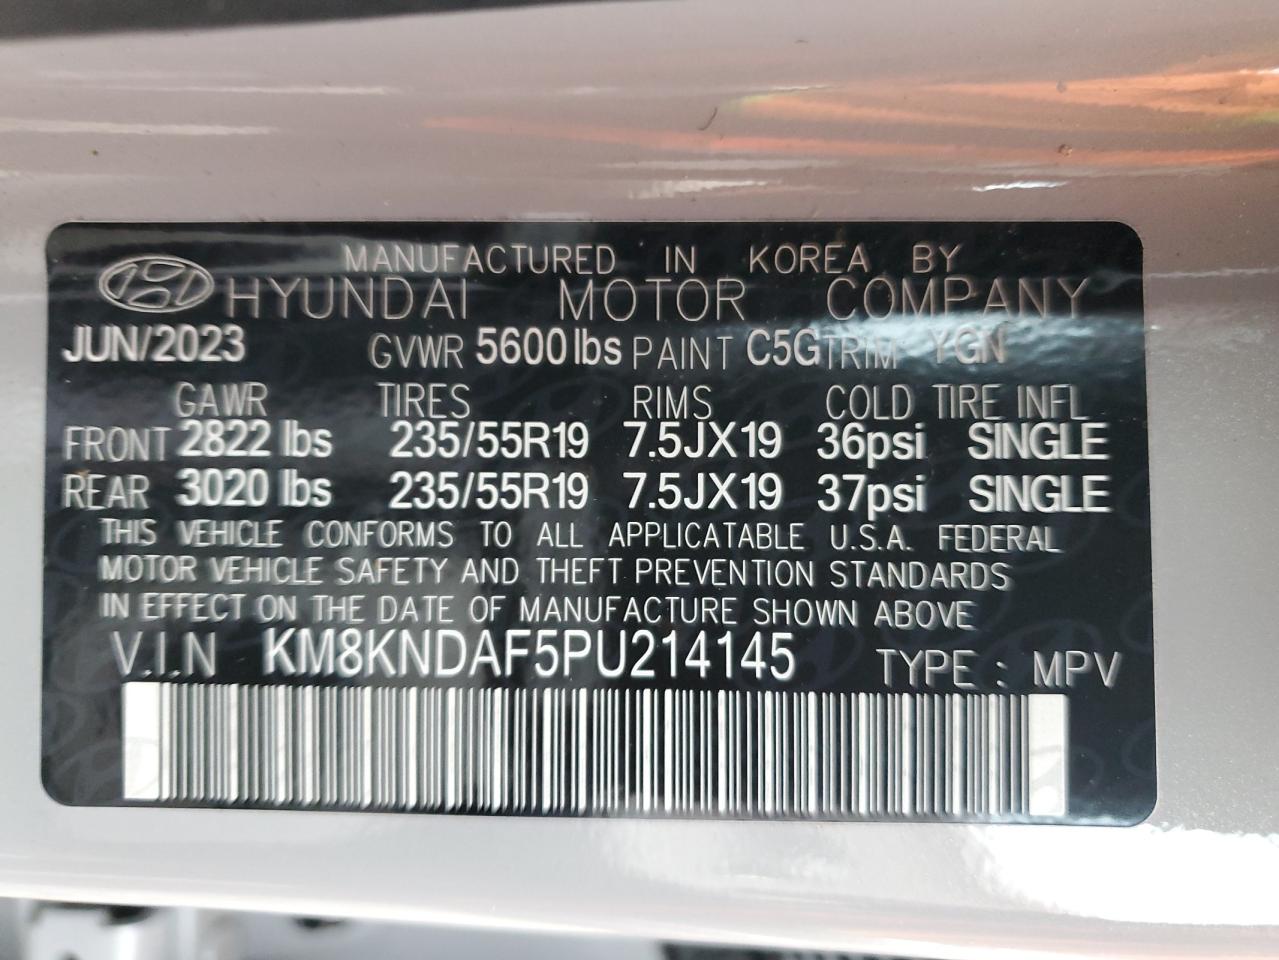 MANUFACTURED IN KOREA BY
HYUNDAI MOTOR COMPANY
JUN/2023 GVWR 5600 lbs PAINT C5G TRIM YGN
GAWR TIRES RIMS COLD TIRE INFL
FRONT 2822 lbs 235/55R19 7.5JX19 36psi SINGLE
REAR 3020 lbs 235/55R19 7.5JX19 37psi SINGLE
THIS VEHICLE CONFORMS TO ALL APPLICATABLE U.S.A. FEDERAL
MOTOR VEHICLE SAFETY AND THEFT PREVENTION STANDARDS
IN EFFECT ON THE DATE OF MANUFACTURE SHOWN ABOVE
V.I.N KM8KNDAF5PU214145 TYPE : MPV